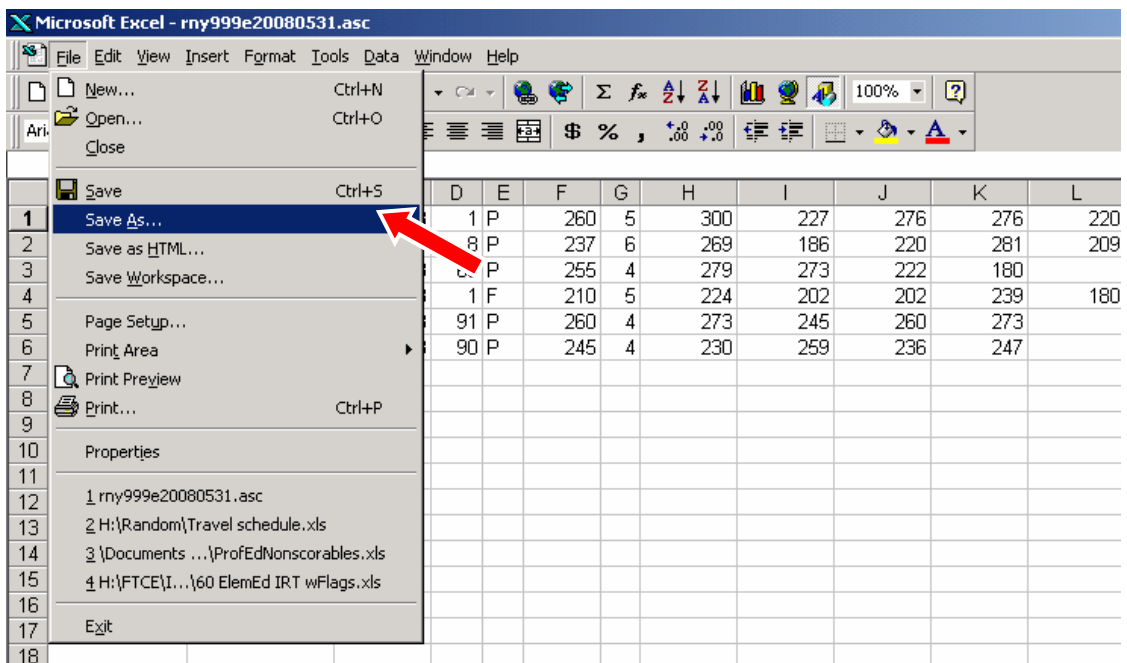 Microsoft Excel - rny999e20080531.asc
File Edit View Insert Format Tools Data Window Help
New... Ctrl+N
Open... Ctrl+O
Close
Save Ctrl+S
Save As...
Save as HTML...
Save Workspace...
Page Setup...
Print Area
Print Preview
Print... Ctrl+P
Properties
1 rny999e20080531.asc
2 H:\Random\Travel schedule.xls
3 \Documents ...\ProfEdNonscorables.xls
4 H:\FTCE\I...\60 ElemEd IRT wFlags.xls
Exit
100%
Ari
$ % ,
D E F G H I J K L
1 1 P 260 5 300 227 276 276 220
2 8 P 237 6 269 186 220 281 209
3 P 255 4 279 273 222 180
4 1 F 210 5 224 202 202 239 180
5 91 P 260 4 273 245 260 273
6 90 P 245 4 230 259 236 247
7
8
9
10
11
12
13
14
15
16
17
18